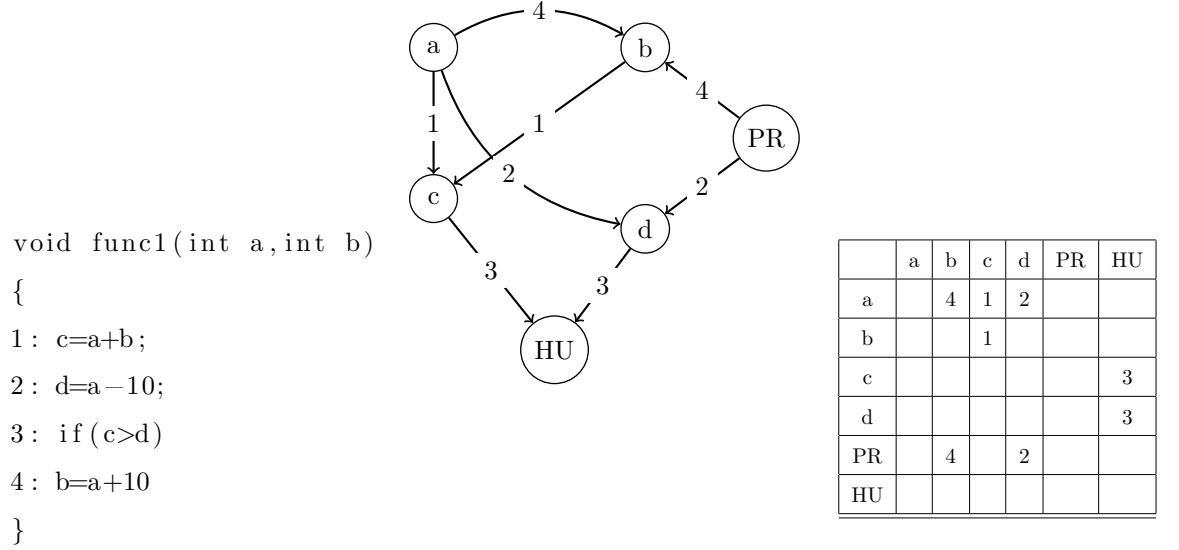 void func1(int a,int b)
{
1: c=a+b;
2: d=a−10;
3: if(c>d)
4: b=a+10
}
a
4
b
4
PR
1
1
2
2
c
d
3
3
HU
a b c d PR HU
a 4 1 2
b 1
c 3
d 3
PR 4 2
HU